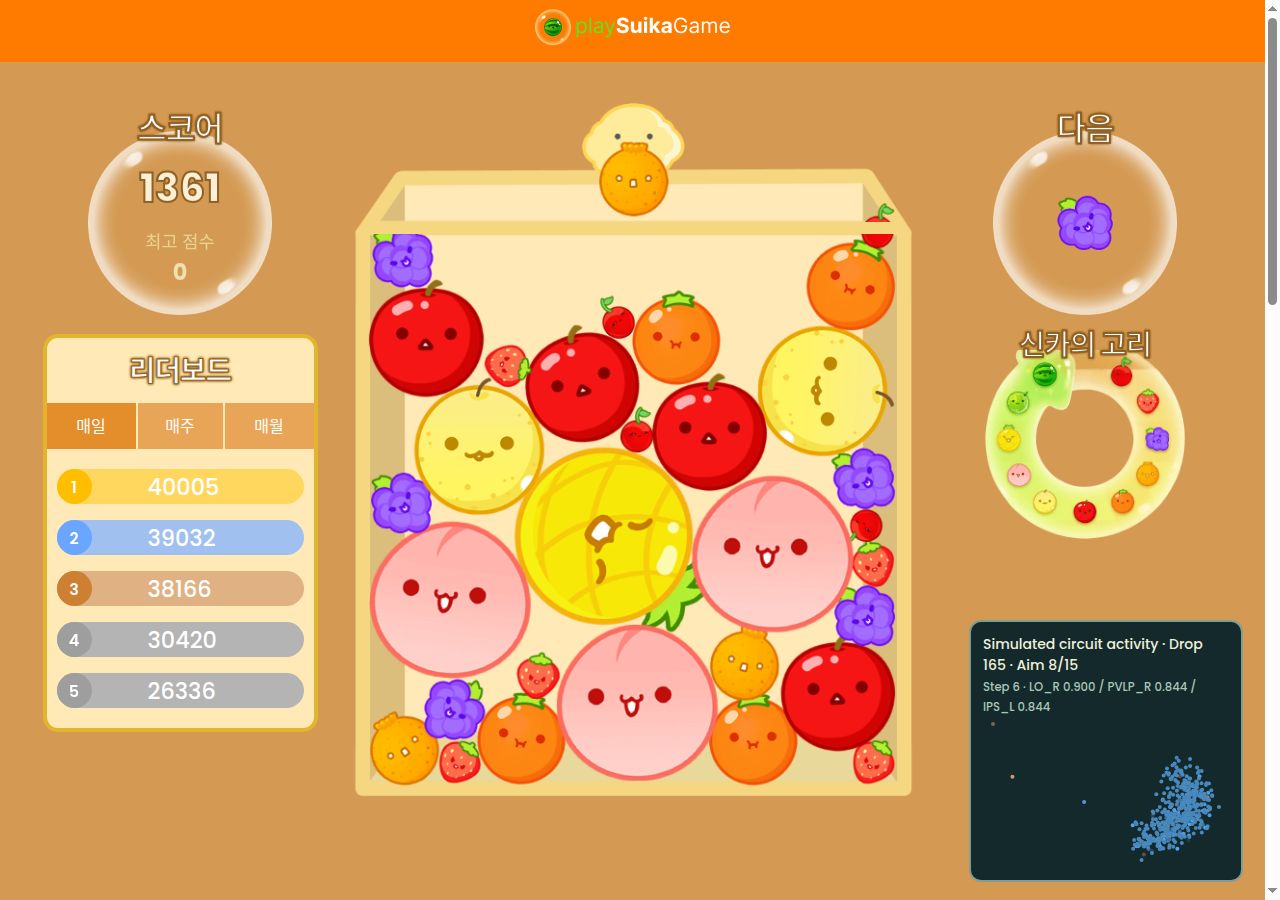 playSuikaGame
스코어
1361
최고 점수
0
다음
신카의 고리
리더보드
매일 매주 매월
1 40005
2 39032
3 38166
4 30420
5 26336
Simulated circuit activity · Drop
165 · Aim 8/15
Step 6 · LO_R 0.900 / PVLP_R 0.844 /
IPS_L 0.844